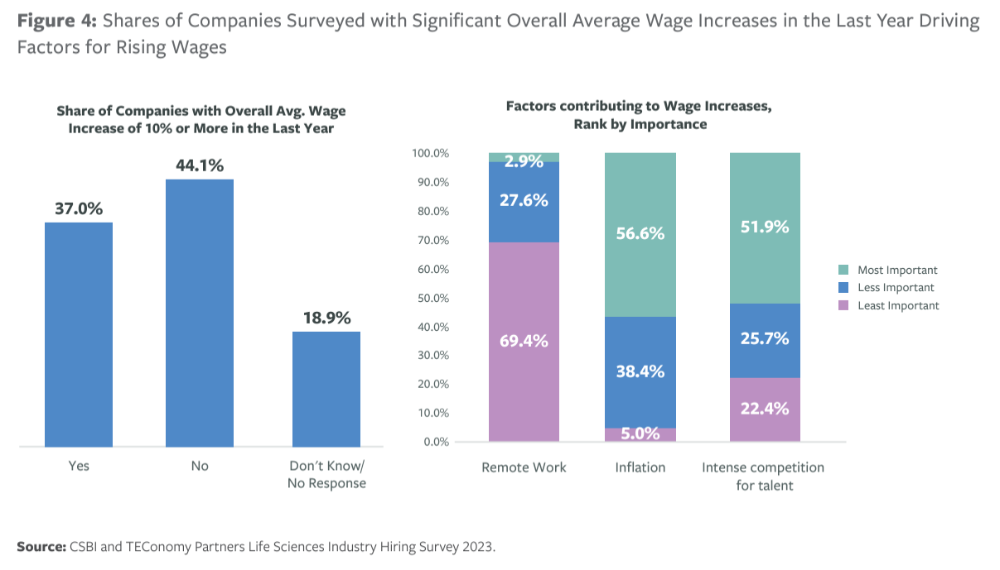 Figure 4: Shares of Companies Surveyed with Significant Overall Average Wage Increases in the Last Year Driving
Factors for Rising Wages
Share of Companies with Overall Avg. Wage
Increase of 10% or More in the Last Year
37.0%
44.1%
18.9%
Yes
No
Don't Know/
No Response
Factors contributing to Wage Increases,
Rank by Importance
100.0%
90.0%
80.0%
70.0%
60.0%
50.0%
40.0%
30.0%
20.0%
10.0%
0.0%
2.9%
27.6%
69.4%
56.6%
38.4%
5.0%
51.9%
25.7%
22.4%
Remote Work
Inflation
Intense competition
for talent
Most Important
Less Important
Least Important
Source: CSBI and TEConomy Partners Life Sciences Industry Hiring Survey 2023.